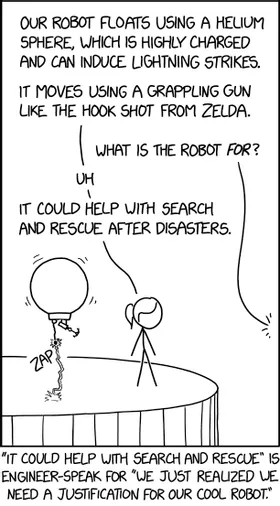 OUR ROBOT FLOATS USING A HELIUM
SPHERE, WHICH IS HIGHLY CHARGED
AND CAN INDUCE LIGHTNING STRIKES.
IT MOVES USING A GRAPPLING GUN
LIKE THE HOOK SHOT FROM ZELDA.
WHAT IS THE ROBOT FOR?
UH
IT COULD HELP WITH SEARCH
AND RESCUE AFTER DISASTERS.
ZAP
"IT COULD HELP WITH SEARCH AND RESCUE" IS
ENGINEER-SPEAK FOR "WE JUST REALIZED WE
NEED A JUSTIFICATION FOR OUR COOL ROBOT."